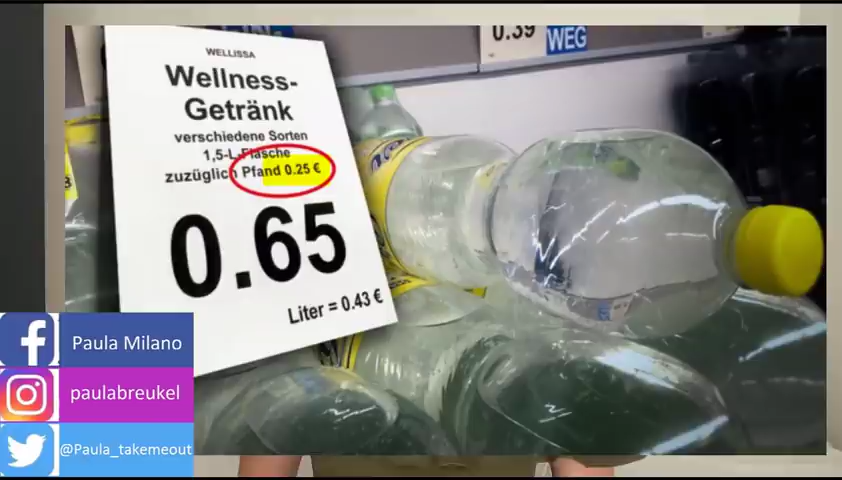 0.39 WEG
WELLISSA
Wellness-
Getränk
verschiedene Sorten
1,5-L-Flasche
zuzüglich Pfand 0.25 €
0.65
Liter = 0.43 €
Paula Milano
paulabreukel
@Paula_takemeout